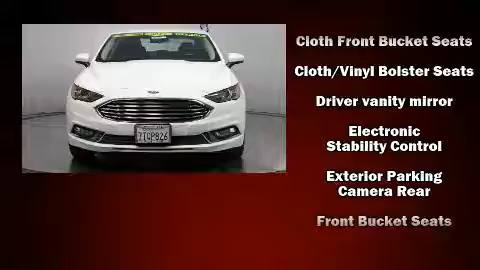 Cloth Front Bucket Seats
Cloth/Vinyl Bolster Seats
Driver vanity mirror
Electronic
Stability Control
Exterior Parking
Camera Rear
Front Bucket Seats